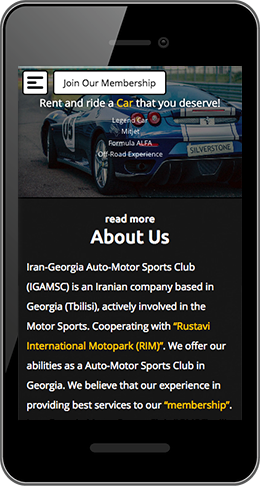 Join Our Membership
Rent and ride a Car that you deserve!
Legend Car
Mitjet
Formula ALFA
Off-Road Experience
SILVERSTONE
read more
About Us
Iran-Georgia Auto-Motor Sports Club
(IGAMSC) is an Iranian company based in
Georgia (Tbilisi), actively involved in the
Motor Sports. Cooperating with “Rustavi
International Motopark (RIM)”. We offer our
abilities as a Auto-Motor Sports Club in
Georgia. We believe that our experience in
providing best services to our “membership”.